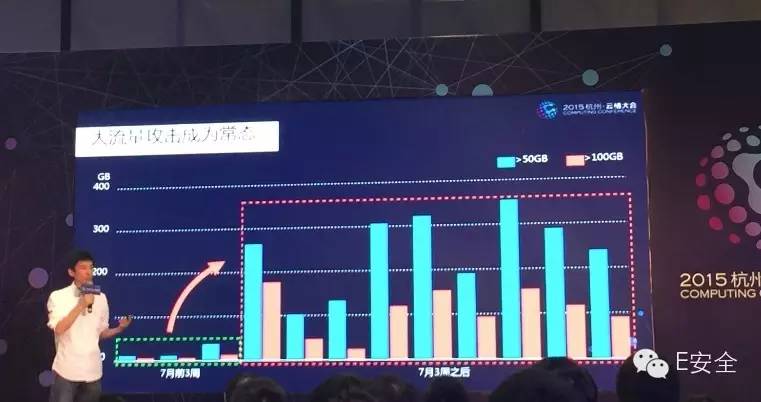 2015杭州·云栖大会
COMPUTING CONFERENCE
大流量攻击成为常态
>50GB
>100GB
GB
400
300
200
0
7月前3周
7月3周之后
2015杭州
COMPUTING
E安全